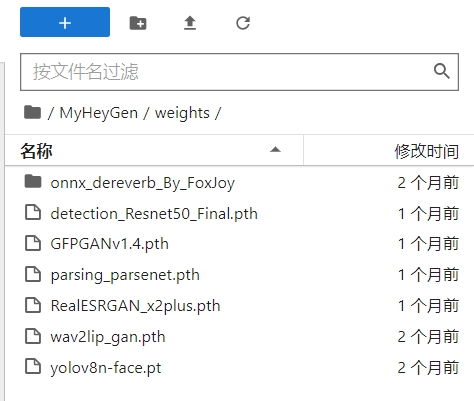 按文件名过滤
/ MyHeyGen / weights /
名称 修改时间
onnx_dereverb_By_FoxJoy 2 个月前
detection_Resnet50_Final.pth 1 个月前
GFPGANv1.4.pth 1 个月前
parsing_parsenet.pth 1 个月前
RealESRGAN_x2plus.pth 1 个月前
wav2lip_gan.pth 2 个月前
yolov8n-face.pt 2 个月前